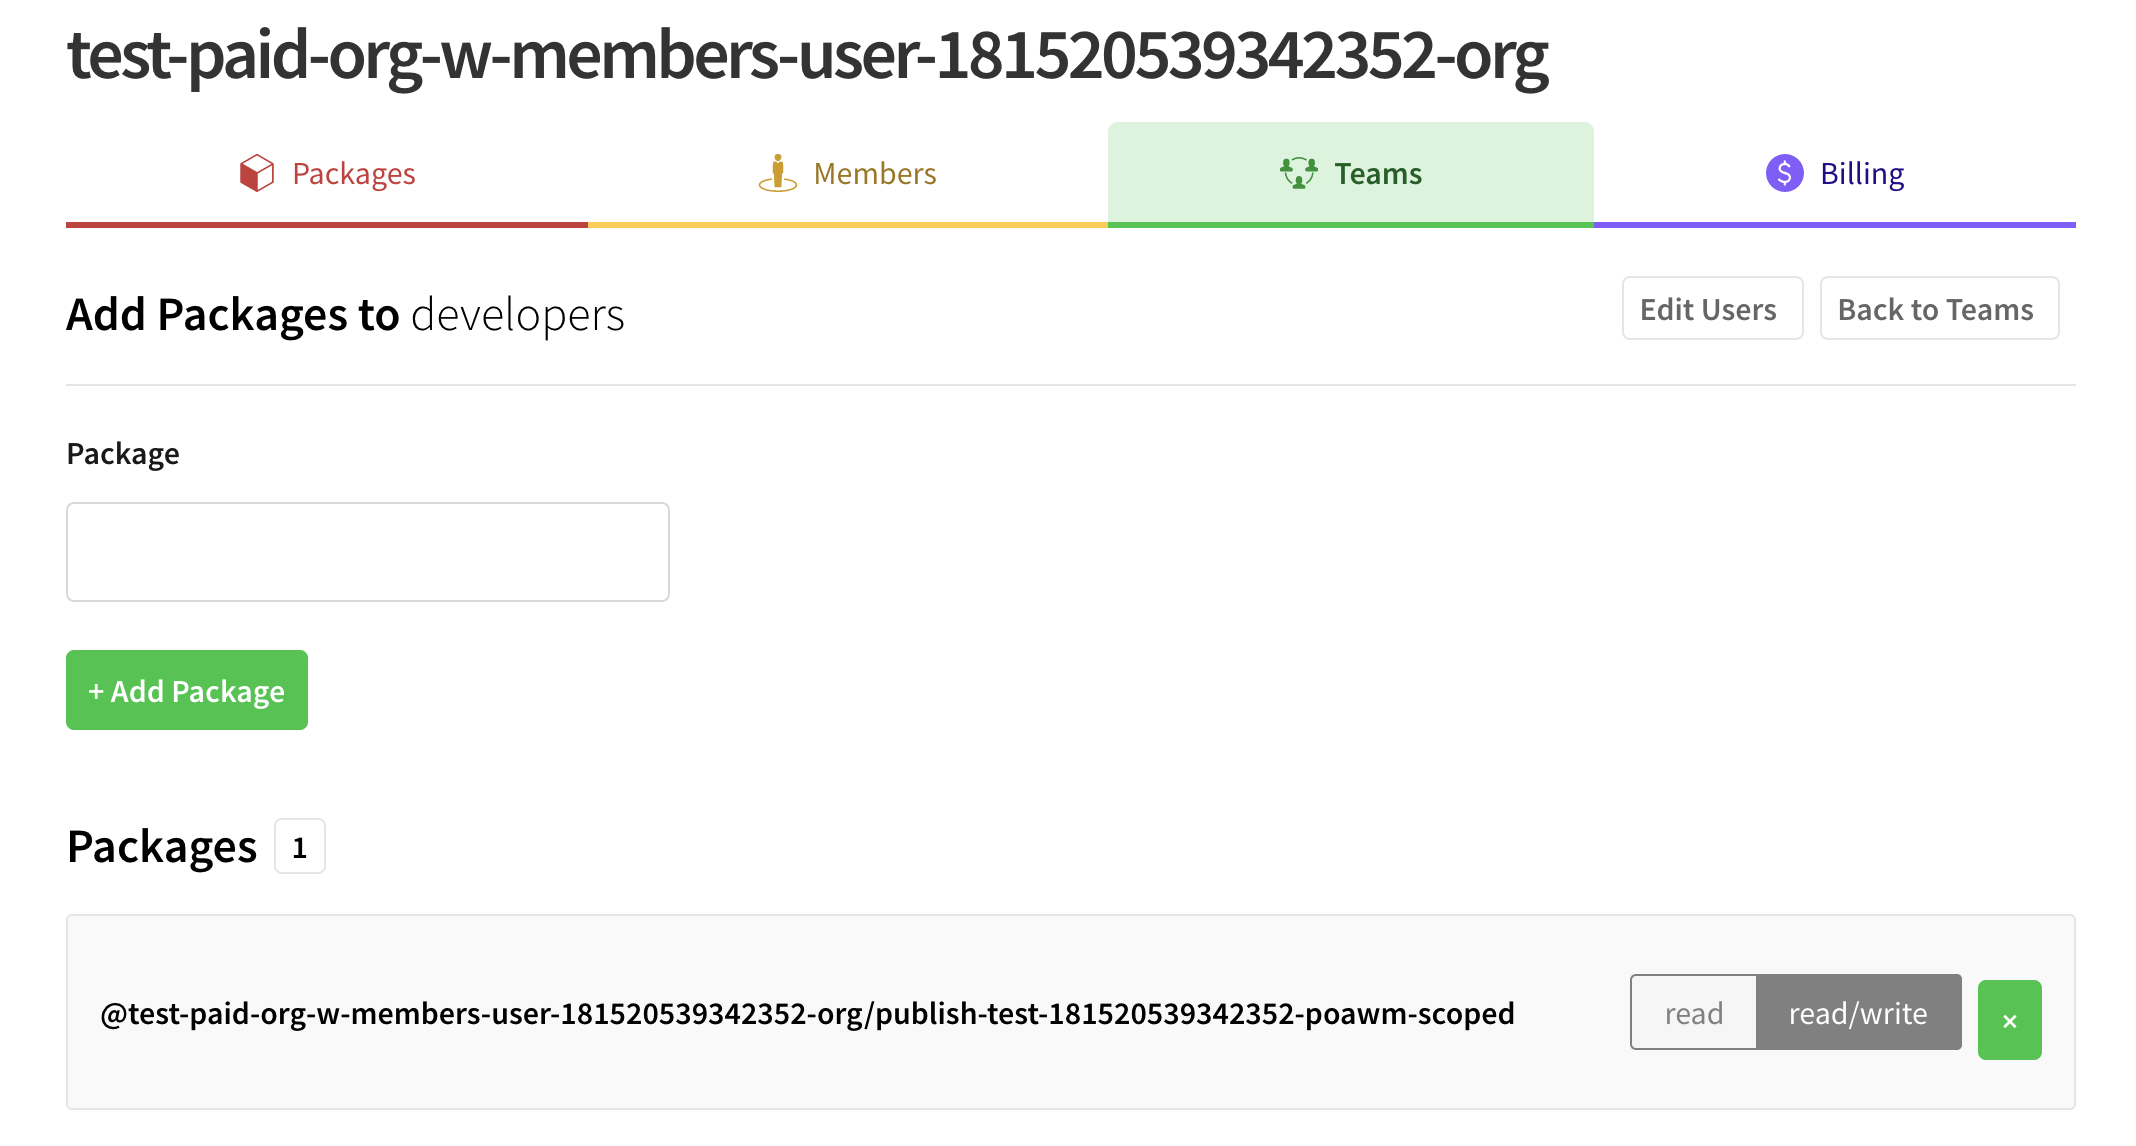 test-paid-org-w-members-user-181520539342352-org
Packages Members Teams $ Billing
Add Packages to developers Edit Users Back to Teams
Package
+ Add Package
Packages 1
@test-paid-org-w-members-user-181520539342352-org/publish-test-181520539342352-poawm-scoped read read/write ×